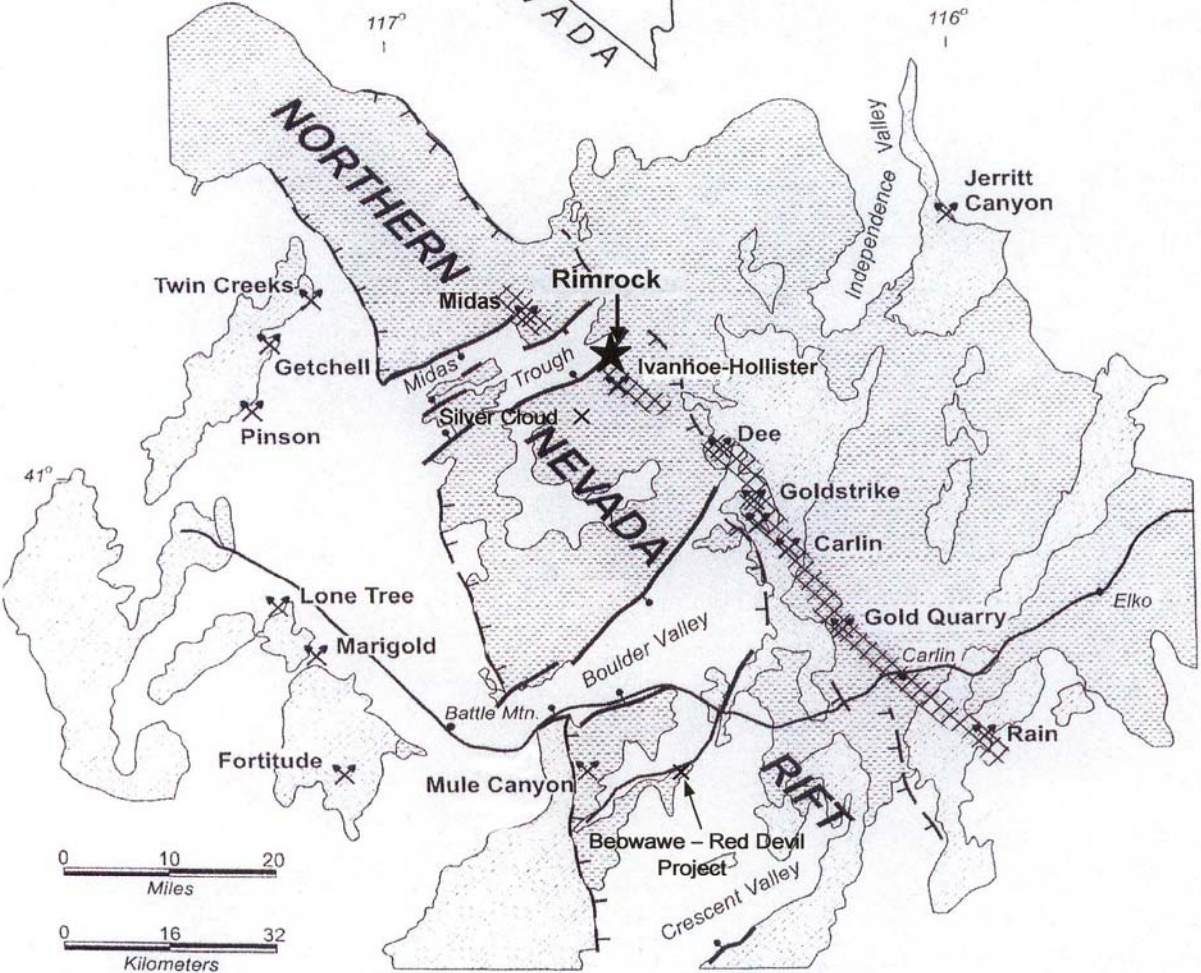 VADA
117°
116°
NORTHERN
Independence Valley
Jerritt
Canyon
Twin Creeks
Midas
Rimrock
Getchell
Midas
Trough
Ivanhoe-Hollister
Silver Cloud
Pinson
NEVADA
Dee
41°
Goldstrike
Carlin
Lone Tree
Marigold
Gold Quarry
Elko
Carlin
Boulder Valley
Battle Mtn.
Rain
Fortitude
Mule Canyon
RIFT
Beowawe – Red Devil
Project
Crescent Valley
0 10 20
Miles
0 16 32
Kilometers